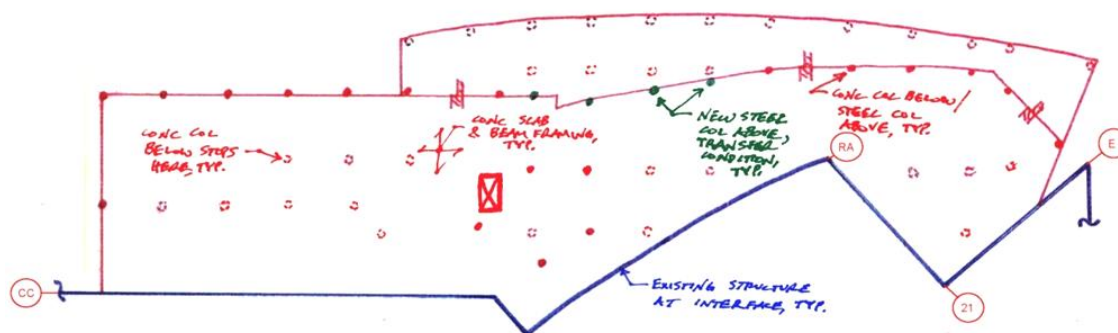 CONC COL
BELOW STOPS
HERE, TYP.
CONC SLAB
& BEAM FRAMING,
TYP.
NEW STEEL
COL ABOVE,
TRANSFER
CONDITION,
TYP.
CONC COL BELOW/
STEEL COL
ABOVE, TYP.
RA
E
CC
EXISTING STRUCTURE
AT INTERFACE, TYP.
21